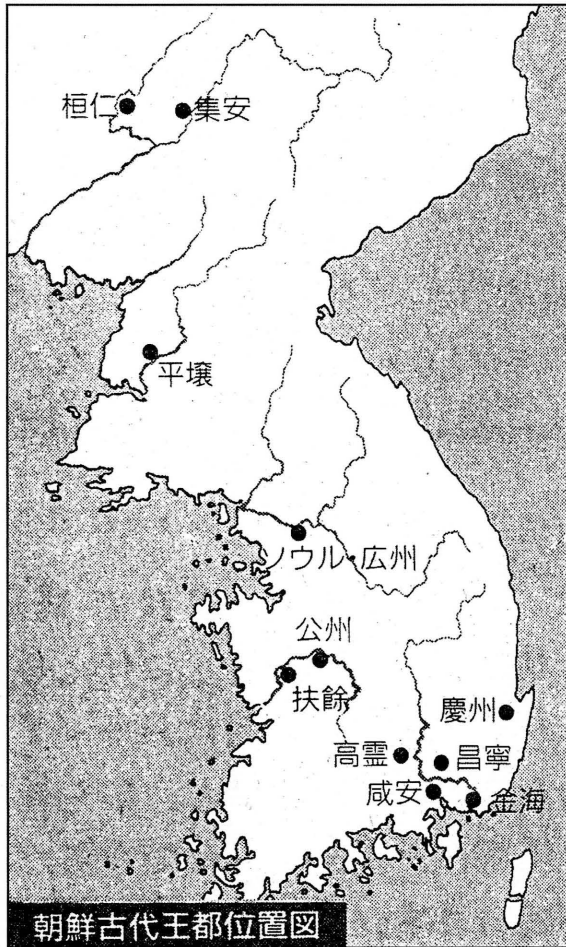 桓仁
集安
平壌
ソウル・広州
公州
扶餘
慶州
高霊
昌寧
咸安
金海
朝鮮古代王都位置図